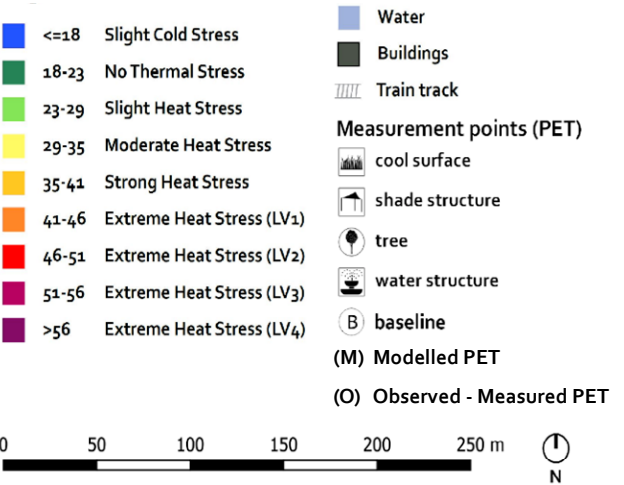 <=18 Slight Cold Stress
18-23 No Thermal Stress
23-29 Slight Heat Stress
29-35 Moderate Heat Stress
35-41 Strong Heat Stress
41-46 Extreme Heat Stress (LV1)
46-51 Extreme Heat Stress (LV2)
51-56 Extreme Heat Stress (LV3)
>56 Extreme Heat Stress (LV4)
Water
Buildings
Train track
Measurement points (PET)
cool surface
shade structure
tree
water structure
B baseline
(M) Modelled PET
(O) Observed - Measured PET
0 50 100 150 200 250 m
N